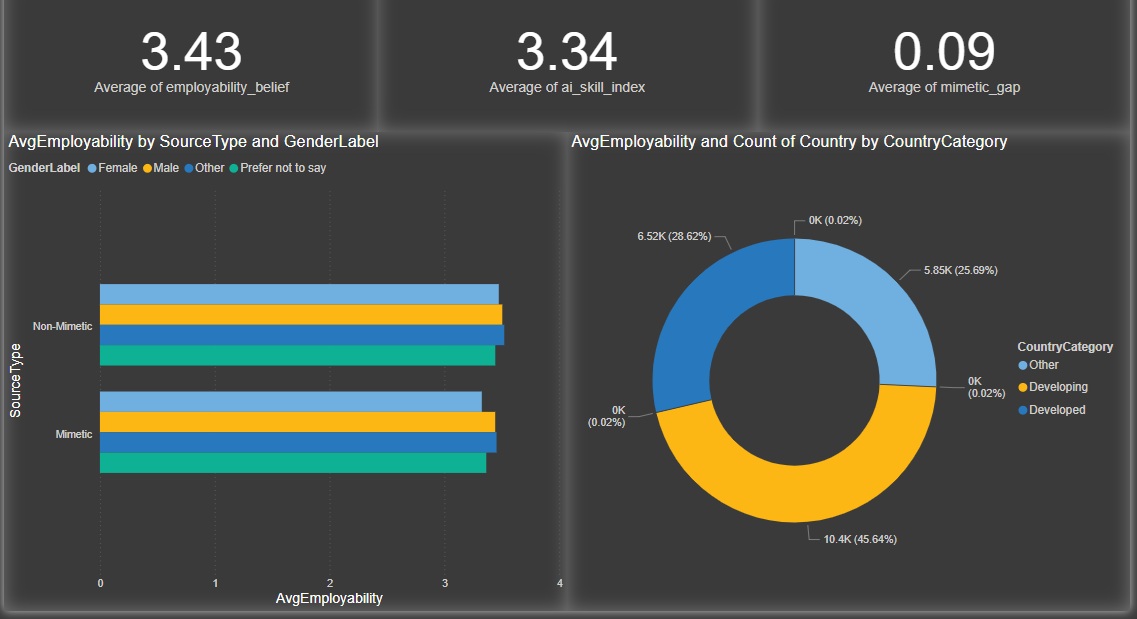 3.43
Average of employability_belief
3.34
Average of ai_skill_index
0.09
Average of mimetic_gap
AvgEmployability by SourceType and GenderLabel
GenderLabel Female Male Other Prefer not to say
SourceType
Non-Mimetic
Mimetic
0 1 2 3 4
AvgEmployability
AvgEmployability and Count of Country by CountryCategory
0K (0.02%)
6.52K (28.62%)
5.85K (25.69%)
0K
(0.02%)
0K
(0.02%)
10.4K (45.64%)
CountryCategory
Other
Developing
Developed